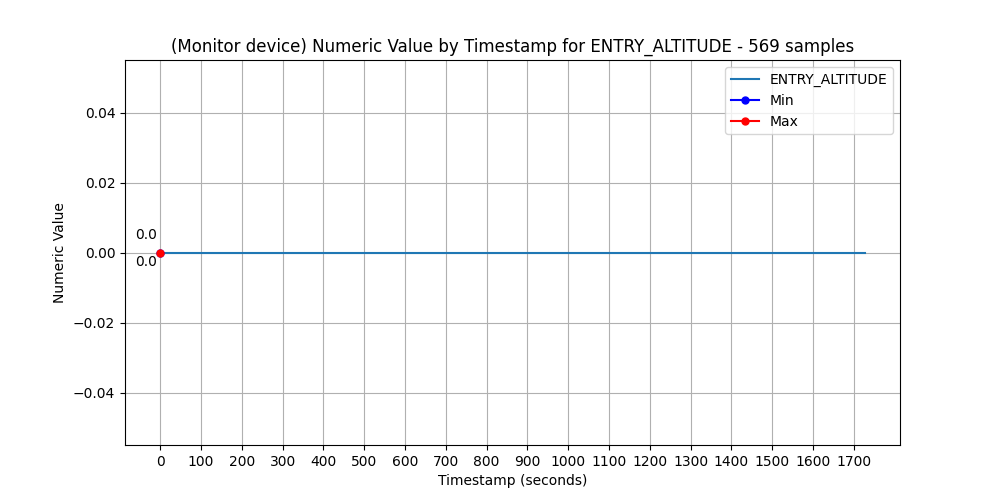 (Monitor device) Numeric Value by Timestamp for ENTRY_ALTITUDE - 569 samples
ENTRY_ALTITUDE
Min
Max
0.04
0.02
0.00
−0.02
−0.04
0.0
0.0
Numeric Value
0 100 200 300 400 500 600 700 800 900 1000 1100 1200 1300 1400 1500 1600 1700
Timestamp (seconds)